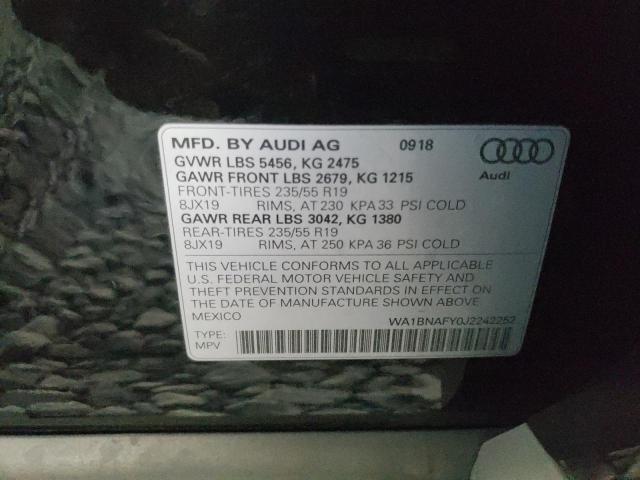 MFD. BY AUDI AG 0918
GVWR LBS 5456, KG 2475
GAWR FRONT LBS 2679, KG 1215
FRONT-TIRES 235/55 R19
8JX19 RIMS, AT 230 KPA 33 PSI COLD
GAWR REAR LBS 3042, KG 1380
REAR-TIRES 235/55 R19
8JX19 RIMS, AT 250 KPA 36 PSI COLD
Audi
THIS VEHICLE CONFORMS TO ALL APPLICABLE
U.S. FEDERAL MOTOR VEHICLE SAFETY AND
THEFT PREVENTION STANDARDS IN EFFECT ON
THE DATE OF MANUFACTURE SHOWN ABOVE
MEXICO
WA1BNAFY0J2242252
TYPE:
MPV